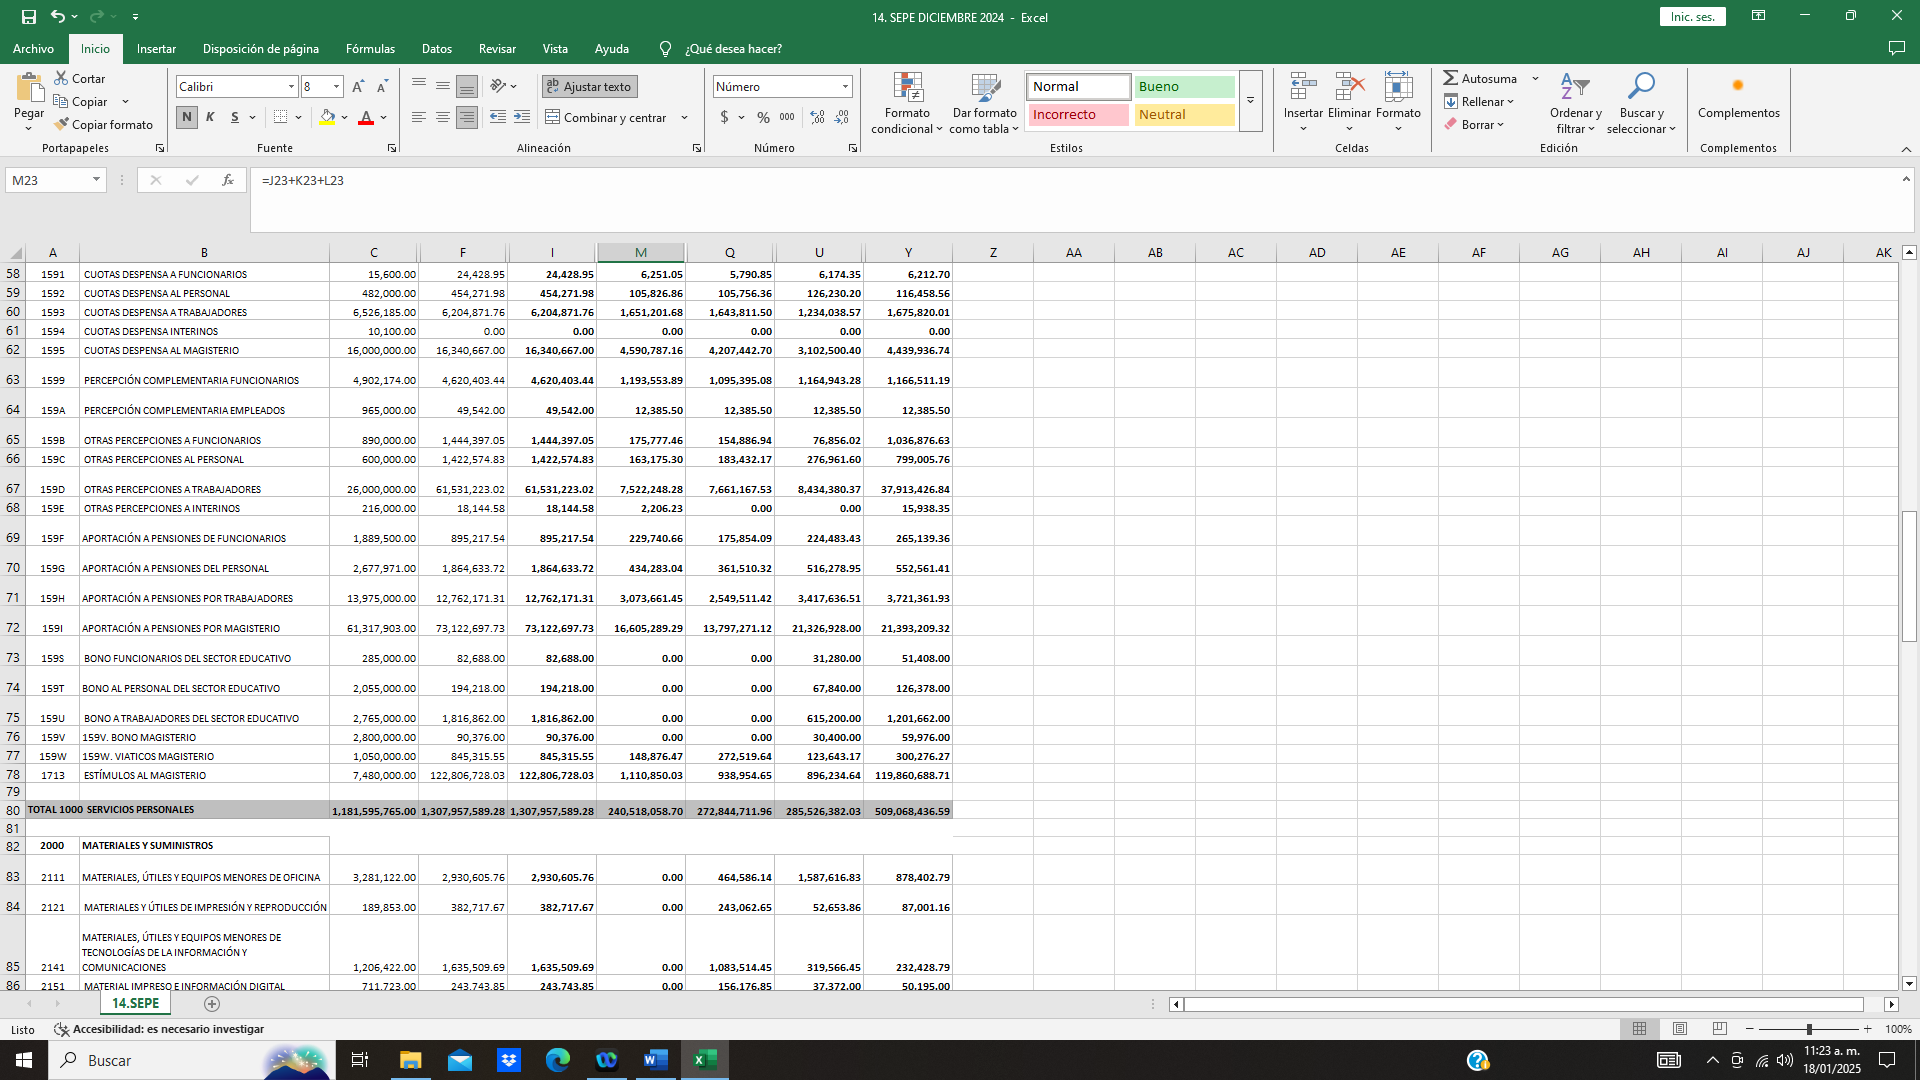 14. SEPE DICIEMBRE 2024 - Excel
Inic. ses.
Archivo Inicio Insertar Disposición de página Fórmulas Datos Revisar Vista Ayuda ¿Qué desea hacer?
Pegar
Cortar
Copiar
Copiar formato
Portapapeles
Calibri 8
N K S
Fuente
Ajustar texto
Combinar y centrar
Alineación
Número
$ % 000
Número
Formato condicional
Dar formato como tabla
Normal Bueno
Incorrecto Neutral
Estilos
Insertar Eliminar Formato
Celdas
Autosuma
Rellenar
Borrar
Ordenar y filtrar
Buscar y seleccionar
Edición
Complementos
Complementos
M23 fx =J23+K23+L23
A B C F I M Q U Y Z AA AB AC AD AE AF AG AH AI AJ AK
58 1591 CUOTAS DESPENSA A FUNCIONARIOS 15,600.00 24,428.95 24,428.95 6,251.05 5,790.85 6,174.35 6,212.70
59 1592 CUOTAS DESPENSA AL PERSONAL 482,000.00 454,271.98 454,271.98 105,826.86 105,756.36 126,230.20 116,458.56
60 1593 CUOTAS DESPENSA A TRABAJADORES 6,526,185.00 6,204,871.76 6,204,871.76 1,651,201.68 1,643,811.50 1,234,038.57 1,675,820.01
61 1594 CUOTAS DESPENSA INTERINOS 10,100.00 0.00 0.00 0.00 0.00 0.00 0.00
62 1595 CUOTAS DESPENSA AL MAGISTERIO 16,000,000.00 16,340,667.00 16,340,667.00 4,590,787.16 4,207,442.70 3,102,500.40 4,439,936.74
63 1599 PERCEPCIÓN COMPLEMENTARIA FUNCIONARIOS 4,902,174.00 4,620,403.44 4,620,403.44 1,193,553.89 1,095,395.08 1,164,943.28 1,166,511.19
64 159A PERCEPCIÓN COMPLEMENTARIA EMPLEADOS 965,000.00 49,542.00 49,542.00 12,385.50 12,385.50 12,385.50 12,385.50
65 159B OTRAS PERCEPCIONES A FUNCIONARIOS 890,000.00 1,444,397.05 1,444,397.05 175,777.46 154,886.94 76,856.02 1,036,876.63
66 159C OTRAS PERCEPCIONES AL PERSONAL 600,000.00 1,422,574.83 1,422,574.83 163,175.30 183,432.17 276,961.60 799,005.76
67 159D OTRAS PERCEPCIONES A TRABAJADORES 26,000,000.00 61,531,223.02 61,531,223.02 7,522,248.28 7,661,167.53 8,434,380.37 37,913,426.84
68 159E OTRAS PERCEPCIONES A INTERINOS 216,000.00 18,144.58 18,144.58 2,206.23 0.00 0.00 15,938.35
69 159F APORTACIÓN A PENSIONES DE FUNCIONARIOS 1,889,500.00 895,217.54 895,217.54 229,740.66 175,854.09 224,483.43 265,139.36
70 159G APORTACIÓN A PENSIONES DEL PERSONAL 2,677,971.00 1,864,633.72 1,864,633.72 434,283.04 361,510.32 516,278.95 552,561.41
71 159H APORTACIÓN A PENSIONES POR TRABAJADORES 13,975,000.00 12,762,171.31 12,762,171.31 3,073,661.45 2,549,511.42 3,417,636.51 3,721,361.93
72 159I APORTACIÓN A PENSIONES POR MAGISTERIO 61,317,903.00 73,122,697.73 73,122,697.73 16,605,289.29 13,797,271.12 21,326,928.00 21,393,209.32
73 159S BONO FUNCIONARIOS DEL SECTOR EDUCATIVO 285,000.00 82,688.00 82,688.00 0.00 0.00 31,280.00 51,408.00
74 159T BONO AL PERSONAL DEL SECTOR EDUCATIVO 2,055,000.00 194,218.00 194,218.00 0.00 0.00 67,840.00 126,378.00
75 159U BONO A TRABAJADORES DEL SECTOR EDUCATIVO 2,765,000.00 1,816,862.00 1,816,862.00 0.00 0.00 615,200.00 1,201,662.00
76 159V 159V. BONO MAGISTERIO 2,800,000.00 90,376.00 90,376.00 0.00 0.00 30,400.00 59,976.00
77 159W 159W. VIATICOS MAGISTERIO 1,050,000.00 845,315.55 845,315.55 148,876.47 272,519.64 123,643.17 300,276.27
78 1713 ESTÍMULOS AL MAGISTERIO 7,480,000.00 122,806,728.03 122,806,728.03 1,110,850.03 938,954.65 896,234.64 119,860,688.71
79
80 TOTAL 1000 SERVICIOS PERSONALES 1,181,595,765.00 1,307,957,589.28 1,307,957,589.28 240,518,058.70 272,844,711.96 285,526,382.03 509,068,436.59
81
82 2000 MATERIALES Y SUMINISTROS
83 2111 MATERIALES, ÚTILES Y EQUIPOS MENORES DE OFICINA 3,281,122.00 2,930,605.76 2,930,605.76 0.00 464,586.14 1,587,616.83 878,402.79
84 2121 MATERIALES Y ÚTILES DE IMPRESIÓN Y REPRODUCCIÓN 189,853.00 382,717.67 382,717.67 0.00 243,062.65 52,653.86 87,001.16
MATERIALES, ÚTILES Y EQUIPOS MENORES DE
TECNOLOGÍAS DE LA INFORMACIÓN Y
85 2141 COMUNICACIONES 1,206,422.00 1,635,509.69 1,635,509.69 0.00 1,083,514.45 319,566.45 232,428.79
86 2151 MATERIAL IMPRESO E INFORMACIÓN DIGITAL 711,723.00 243,743.85 243,743.85 0.00 156,176.85 37,372.00 50,195.00
14.SEPE
Listo Accesibilidad: es necesario investigar 100%
Buscar
11:23 a. m.
18/01/2025